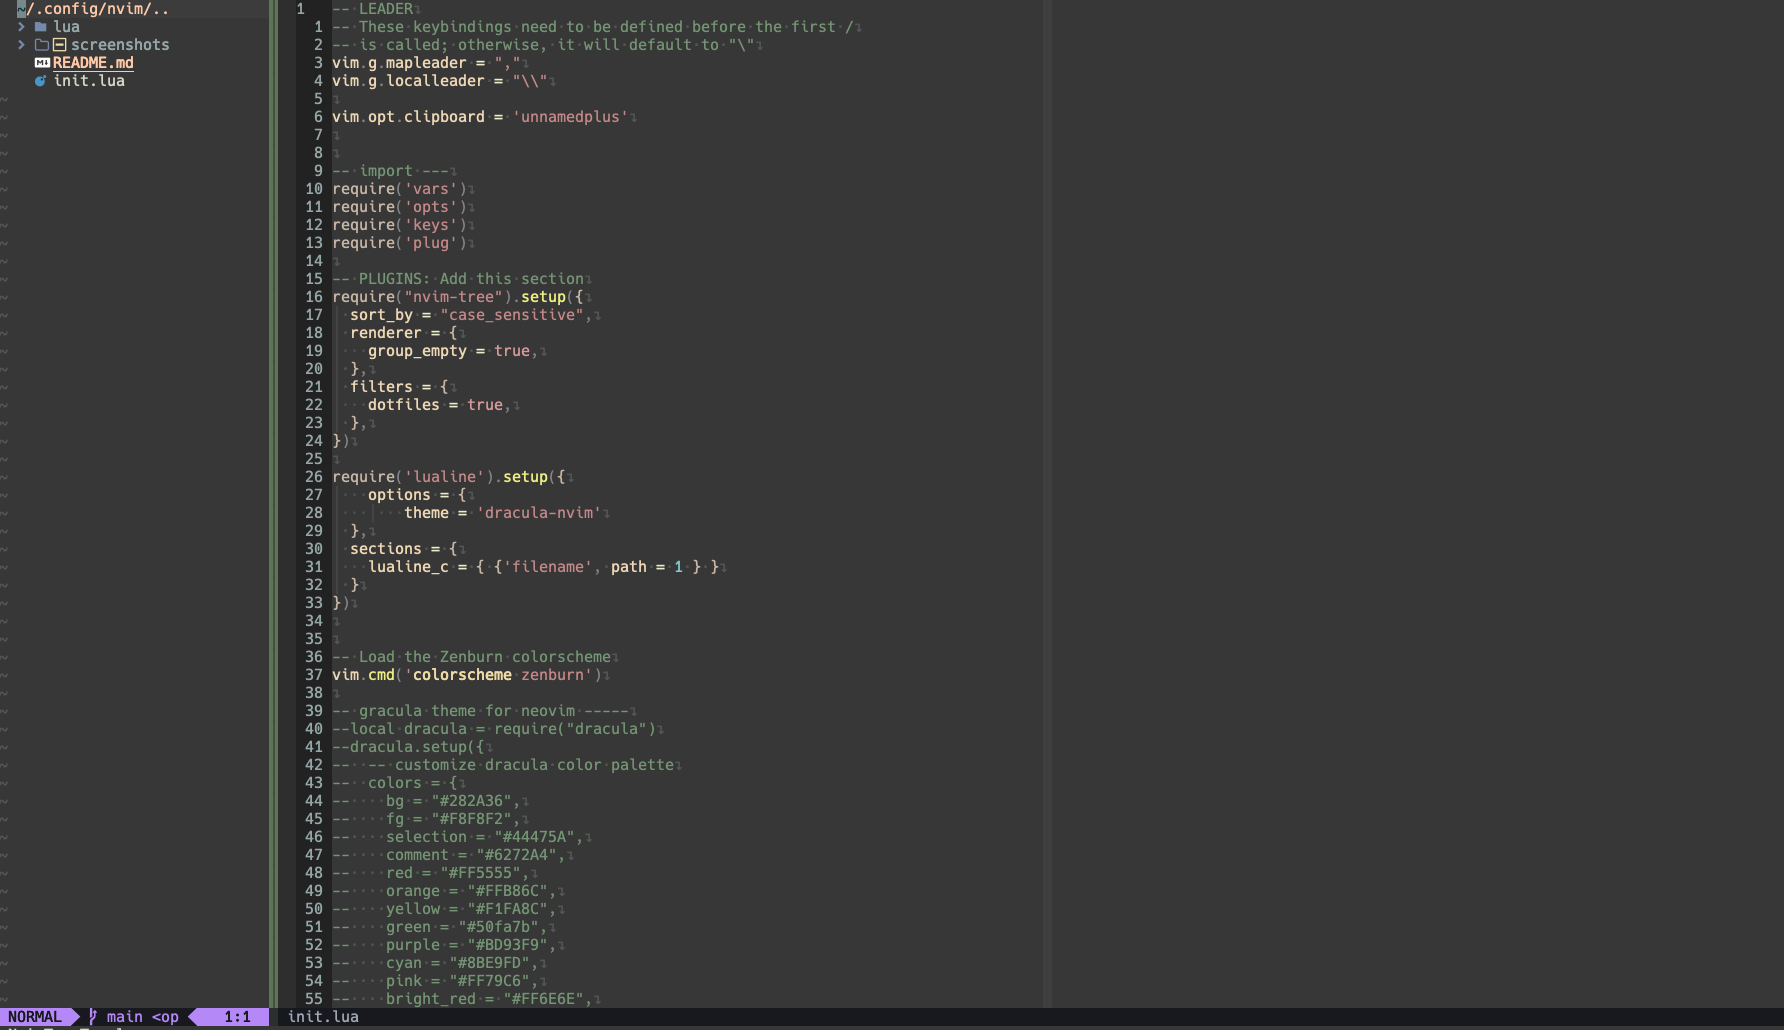 ~/.config/nvim/..
lua
screenshots
README.md
init.lua
1 -- LEADER
1 -- These keybindings need to be defined before the first /
2 -- is called; otherwise, it will default to "\"
3 vim.g.mapleader = ","
4 vim.g.localleader = "\\"
5
6 vim.opt.clipboard = 'unnamedplus'
7
8
9 -- import ---
10 require('vars')
11 require('opts')
12 require('keys')
13 require('plug')
14
15 -- PLUGINS: Add this section
16 require("nvim-tree").setup({
17   sort_by = "case_sensitive",
18   renderer = {
19     group_empty = true,
20   },
21   filters = {
22     dotfiles = true,
23   },
24 })
25
26 require('lualine').setup({
27     options = {
28         theme = 'dracula-nvim'
29   },
30   sections = {
31     lualine_c = { {'filename', path = 1 } }
32   }
33 })
34
35
36 -- Load the Zenburn colorscheme
37 vim.cmd('colorscheme zenburn')
38
39 -- gracula theme for neovim -----
40 --local dracula = require("dracula")
41 --dracula.setup({
42 --  -- customize dracula color palette
43 --  colors = {
44 --    bg = "#282A36",
45 --    fg = "#F8F8F2",
46 --    selection = "#44475A",
47 --    comment = "#6272A4",
48 --    red = "#FF5555",
49 --    orange = "#FFB86C",
50 --    yellow = "#F1FA8C",
51 --    green = "#50fa7b",
52 --    purple = "#BD93F9",
53 --    cyan = "#8BE9FD",
54 --    pink = "#FF79C6",
55 --    bright_red = "#FF6E6E",
NORMAL main <op 1:1 init.lua